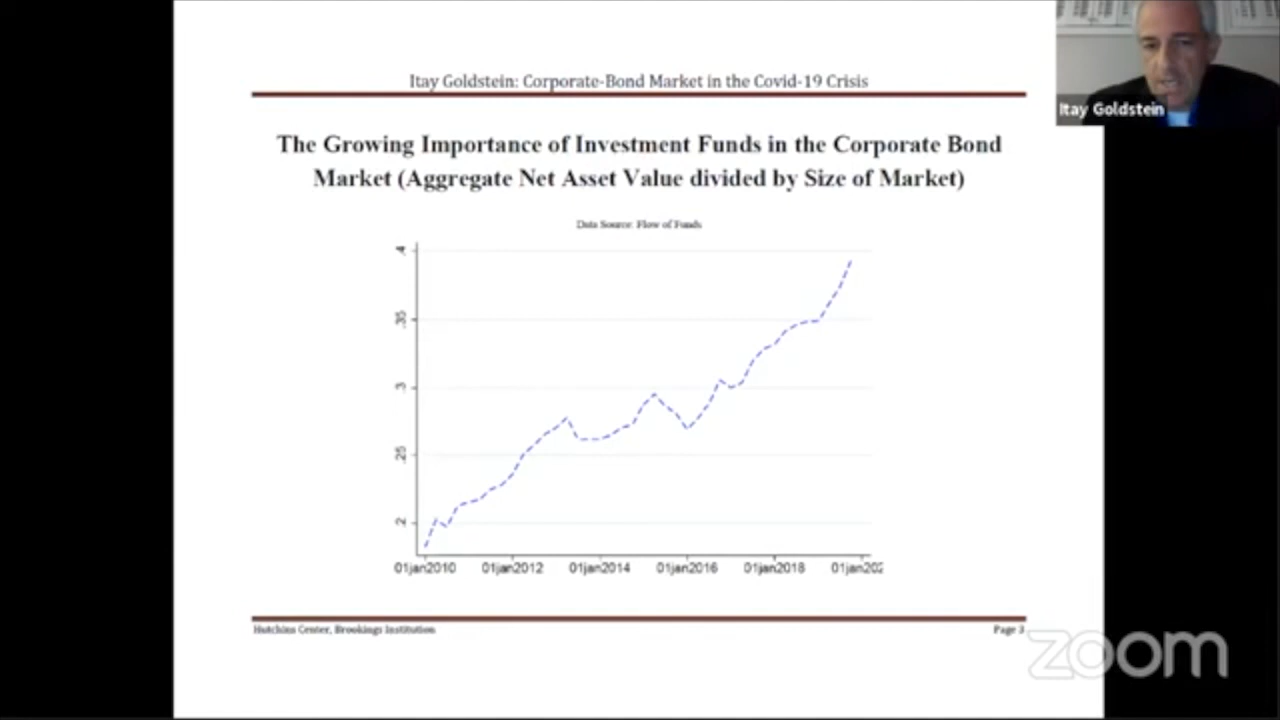 Itay Goldstein: Corporate-Bond Market in the Covid-19 Crisis
Itay Goldstein
The Growing Importance of Investment Funds in the Corporate Bond
Market (Aggregate Net Asset Value divided by Size of Market)
Data Source: Flow of Funds
.4
.35
.3
.25
.2
01jan2010 01jan2012 01jan2014 01jan2016 01jan2018 01jan202
Hutchins Center, Brookings Institution
Page 3
zoom